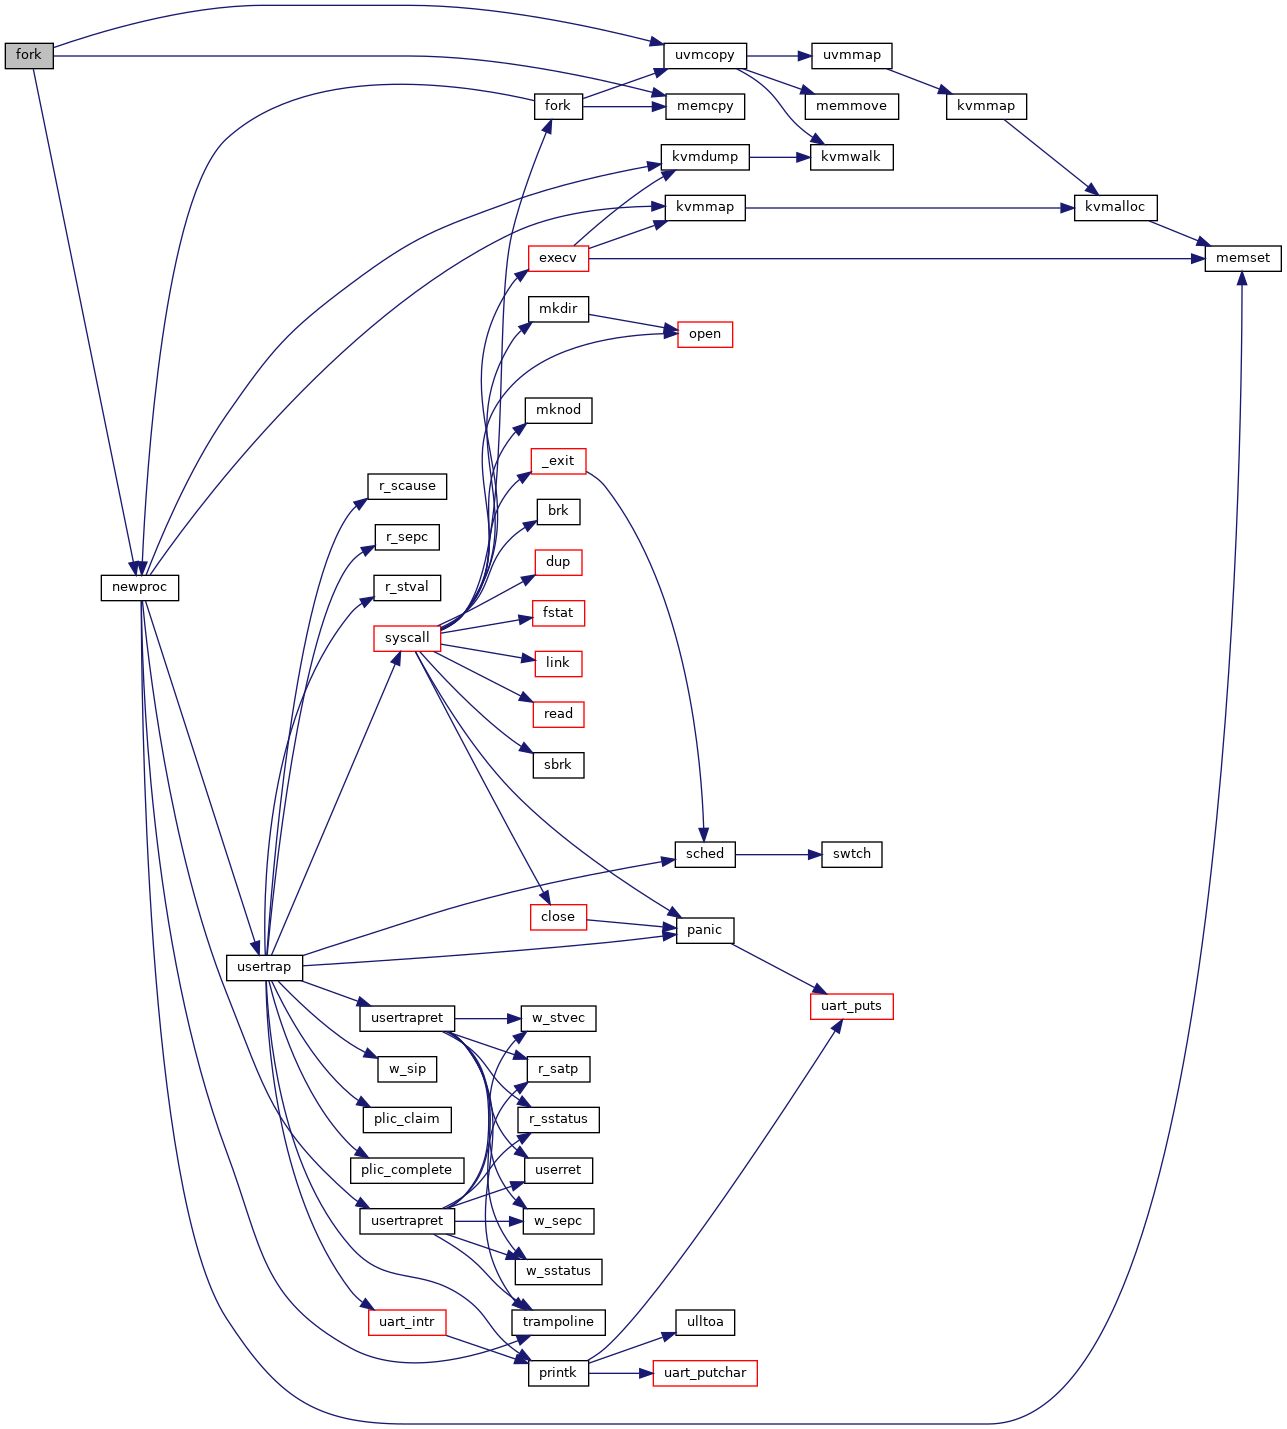 fork
uvmcopy
uvmmap
fork
memcpy
memmove
kvmmap
kvmdump
kvmwalk
kvmmap
kvmalloc
execv
memset
mkdir
open
mknod
_exit
r_scause
brk
r_sepc
dup
newproc
r_stval
fstat
syscall
link
read
sbrk
sched
swtch
close
panic
usertrap
uart_puts
usertrapret
w_stvec
w_sip
r_satp
plic_claim
r_sstatus
plic_complete
userret
usertrapret
w_sepc
w_sstatus
uart_intr
trampoline
ulltoa
printk
uart_putchar